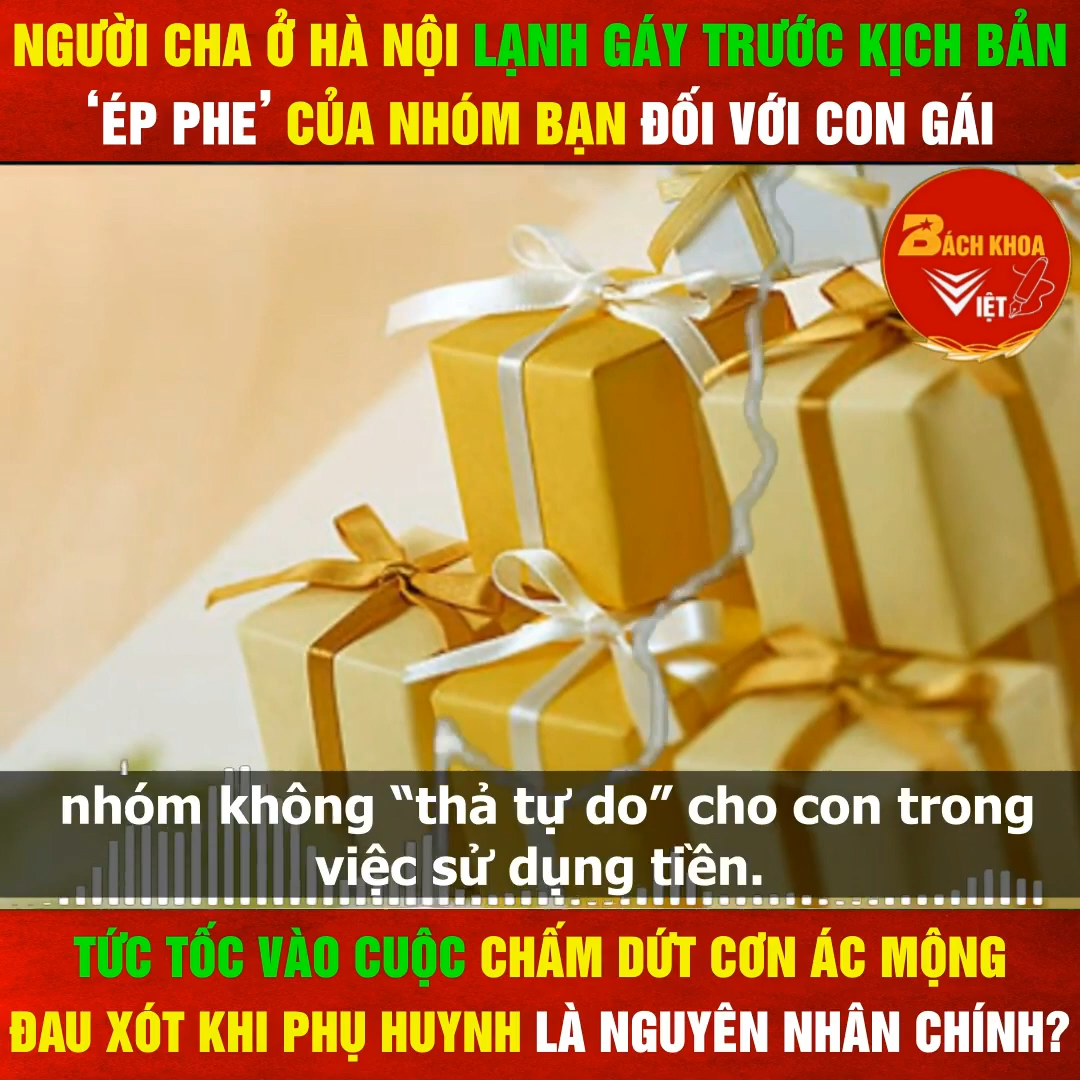 NGƯỜI CHA Ở HÀ NỘI LẠNH GÁY TRƯỚC KỊCH BẢN
‘ÉP PHE’ CỦA NHÓM BẠN ĐỐI VỚI CON GÁI
BÁCH KHOA
VIỆT
nhóm không “thả tự do” cho con trong
việc sử dụng tiền.
TỨC TỐC VÀO CUỘC CHẤM DỨT CƠN ÁC MỘNG
ĐAU XÓT KHI PHỤ HUYNH LÀ NGUYÊN NHÂN CHÍNH?